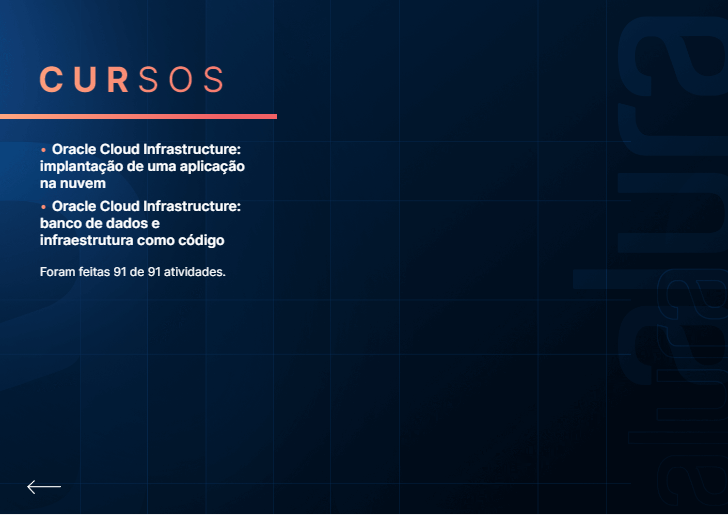 CURSOS
• Oracle Cloud Infrastructure:
implantação de uma aplicação
na nuvem
• Oracle Cloud Infrastructure:
banco de dados e
infraestrutura como código
Foram feitas 91 de 91 atividades.
alura
alura